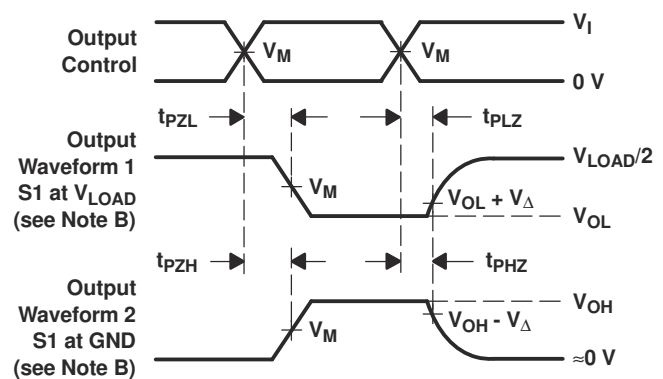 Output
Control
V_M
V_M
V_I
0 V
t_PZL
t_PLZ
Output
Waveform 1
S1 at V_LOAD
(see Note B)
V_M
V_LOAD/2
V_OL + V_Δ
V_OL
t_PZH
t_PHZ
Output
Waveform 2
S1 at GND
(see Note B)
V_M
V_OH
V_OH - V_Δ
≈0 V